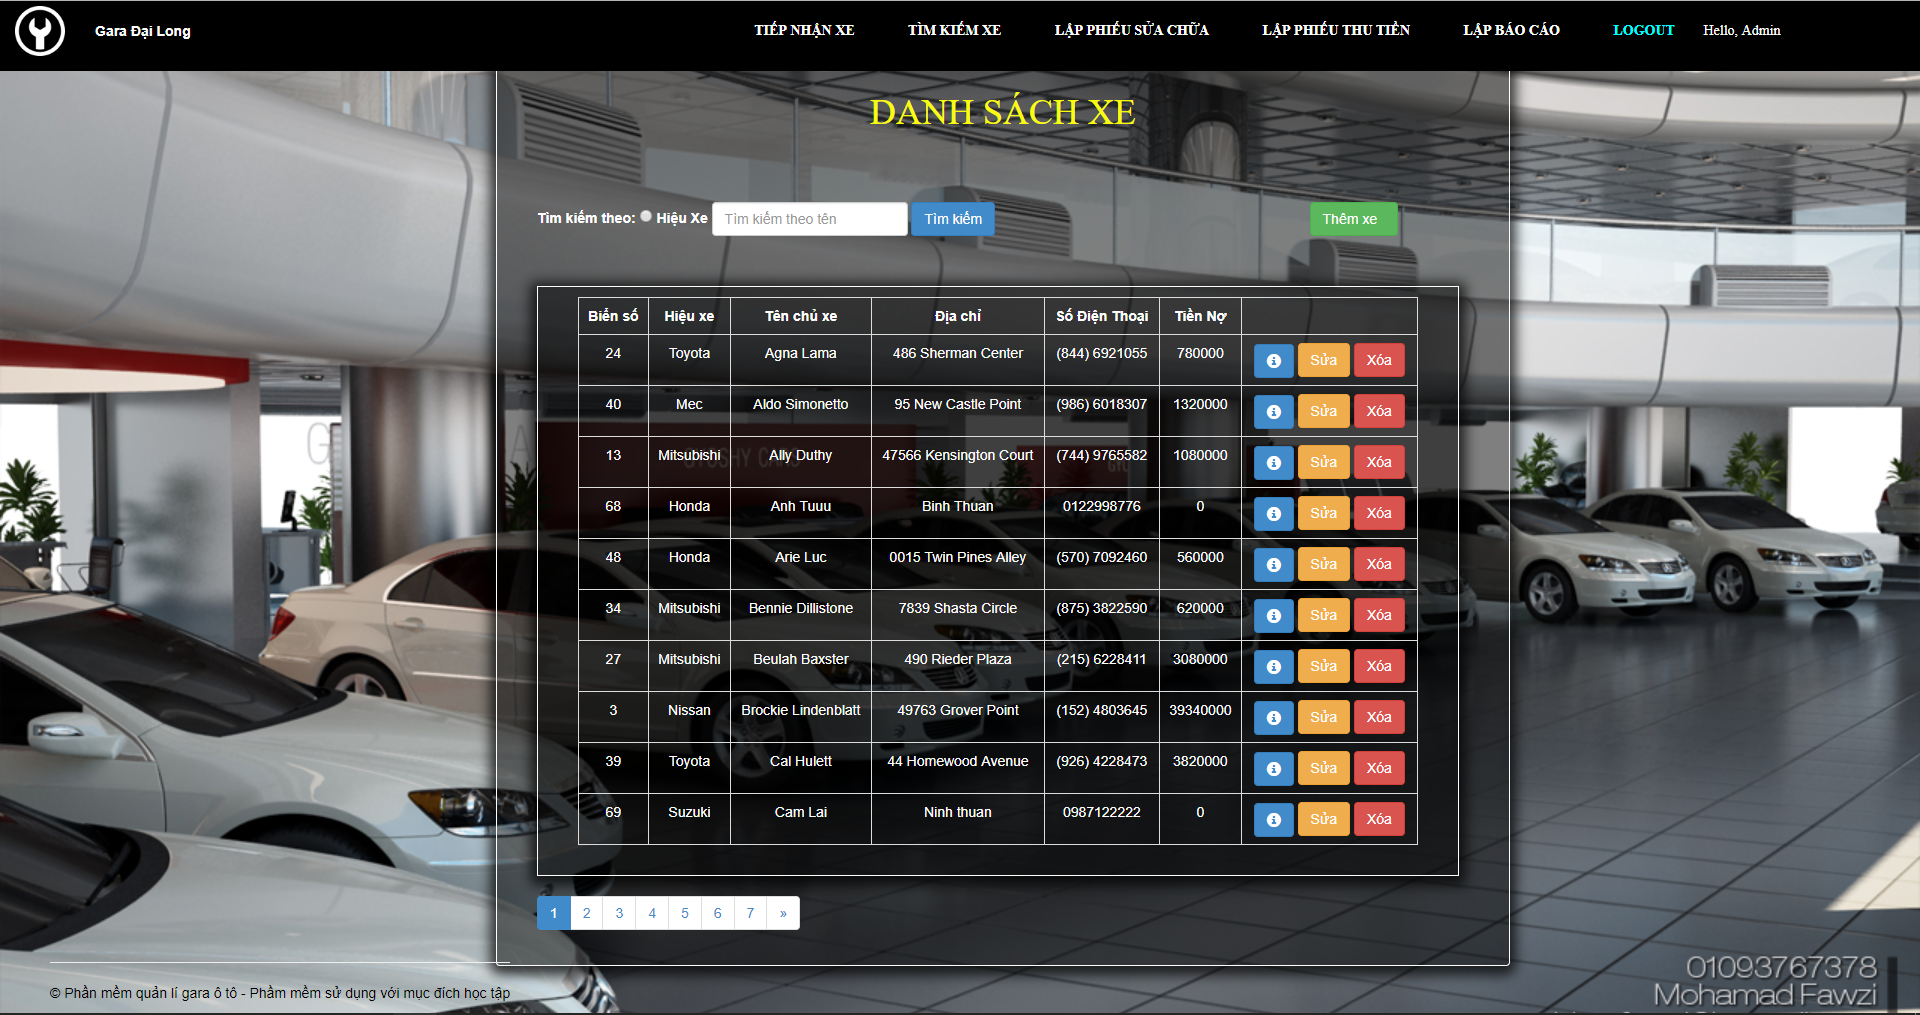 Gara Đại Long
TIẾP NHẬN XE TÌM KIẾM XE LẬP PHIẾU SỬA CHỮA LẬP PHIẾU THU TIỀN LẬP BÁO CÁO LOGOUT Hello, Admin
DANH SÁCH XE
Tìm kiếm theo: Hiệu Xe Tìm kiếm theo tên Tìm kiếm Thêm xe
Biển số Hiệu xe Tên chủ xe Địa chỉ Số Điện Thoại Tiền Nợ
24 Toyota Agna Lama 486 Sherman Center (844) 6921055 780000 Sửa Xóa
40 Mec Aldo Simonetto 95 New Castle Point (986) 6018307 1320000 Sửa Xóa
13 Mitsubishi Ally Duthy 47566 Kensington Court (744) 9765582 1080000 Sửa Xóa
68 Honda Anh Tuuu Binh Thuan 0122998776 0 Sửa Xóa
48 Honda Arie Luc 0015 Twin Pines Alley (570) 7092460 560000 Sửa Xóa
34 Mitsubishi Bennie Dillistone 7839 Shasta Circle (875) 3822590 620000 Sửa Xóa
27 Mitsubishi Beulah Baxster 490 Rieder Plaza (215) 6228411 3080000 Sửa Xóa
3 Nissan Brockie Lindenblatt 49763 Grover Point (152) 4803645 39340000 Sửa Xóa
39 Toyota Cal Hulett 44 Homewood Avenue (926) 4228473 3820000 Sửa Xóa
69 Suzuki Cam Lai Ninh thuan 0987122222 0 Sửa Xóa
1 2 3 4 5 6 7 »
© Phần mềm quản lí gara ô tô - Phầm mềm sử dụng với mục đích học tập
01093767378
Mohamad Fawzi